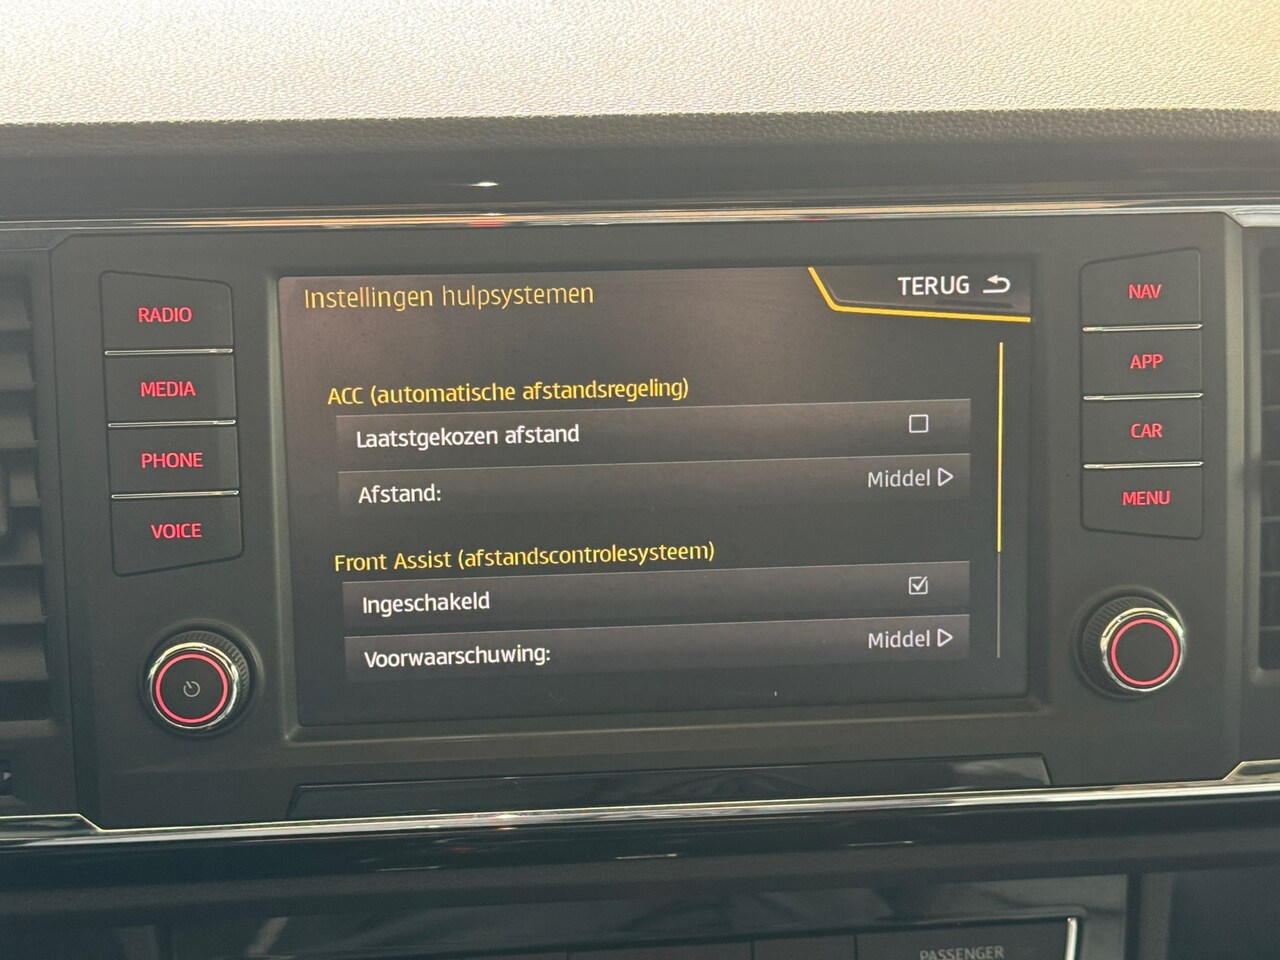 Instellingen hulpsystemen
TERUG
ACC (automatische afstandsregeling)
Laatstgekozen afstand
Afstand:
Middel
Front Assist (afstandscontrolesysteem)
Ingeschakeld
Voorwaarschuwing:
Middel
RADIO
MEDIA
PHONE
VOICE
NAV
APP
CAR
MENU
PASSENGER